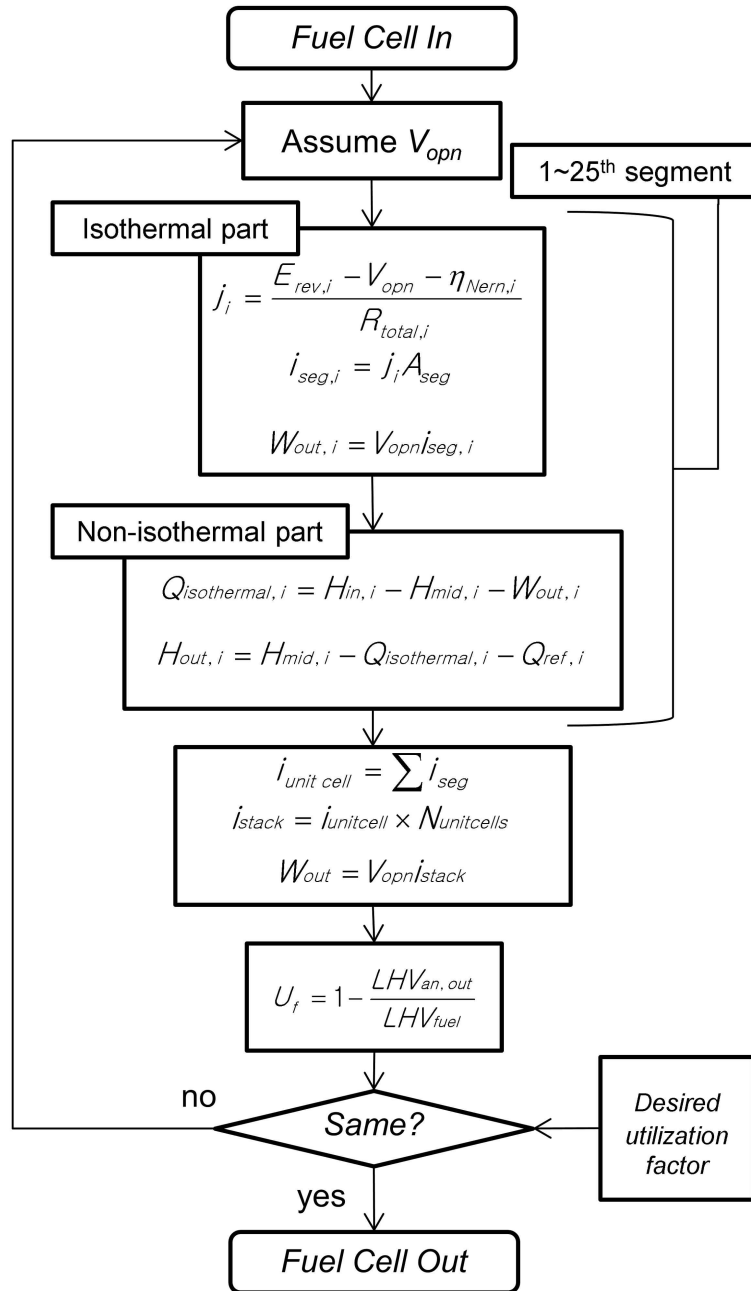 Fuel Cell In
Assume V_opn
1~25th segment
Isothermal part
j_i = (E_rev,i − V_opn − η_Nern,i) / R_total,i
i_seg,i = j_i A_seg
W_out,i = V_opn i_seg,i
Non-isothermal part
Q_isothermal,i = H_in,i − H_mid,i − W_out,i
H_out,i = H_mid,i − Q_isothermal,i − Q_ref,i
i_unit cell = ∑ i_seg
i_stack = i_unitcell × N_unitcells
W_out = V_opn i_stack
U_f = 1 − LHV_an,out / LHV_fuel
no
Same?
Desired
utilization
factor
yes
Fuel Cell Out